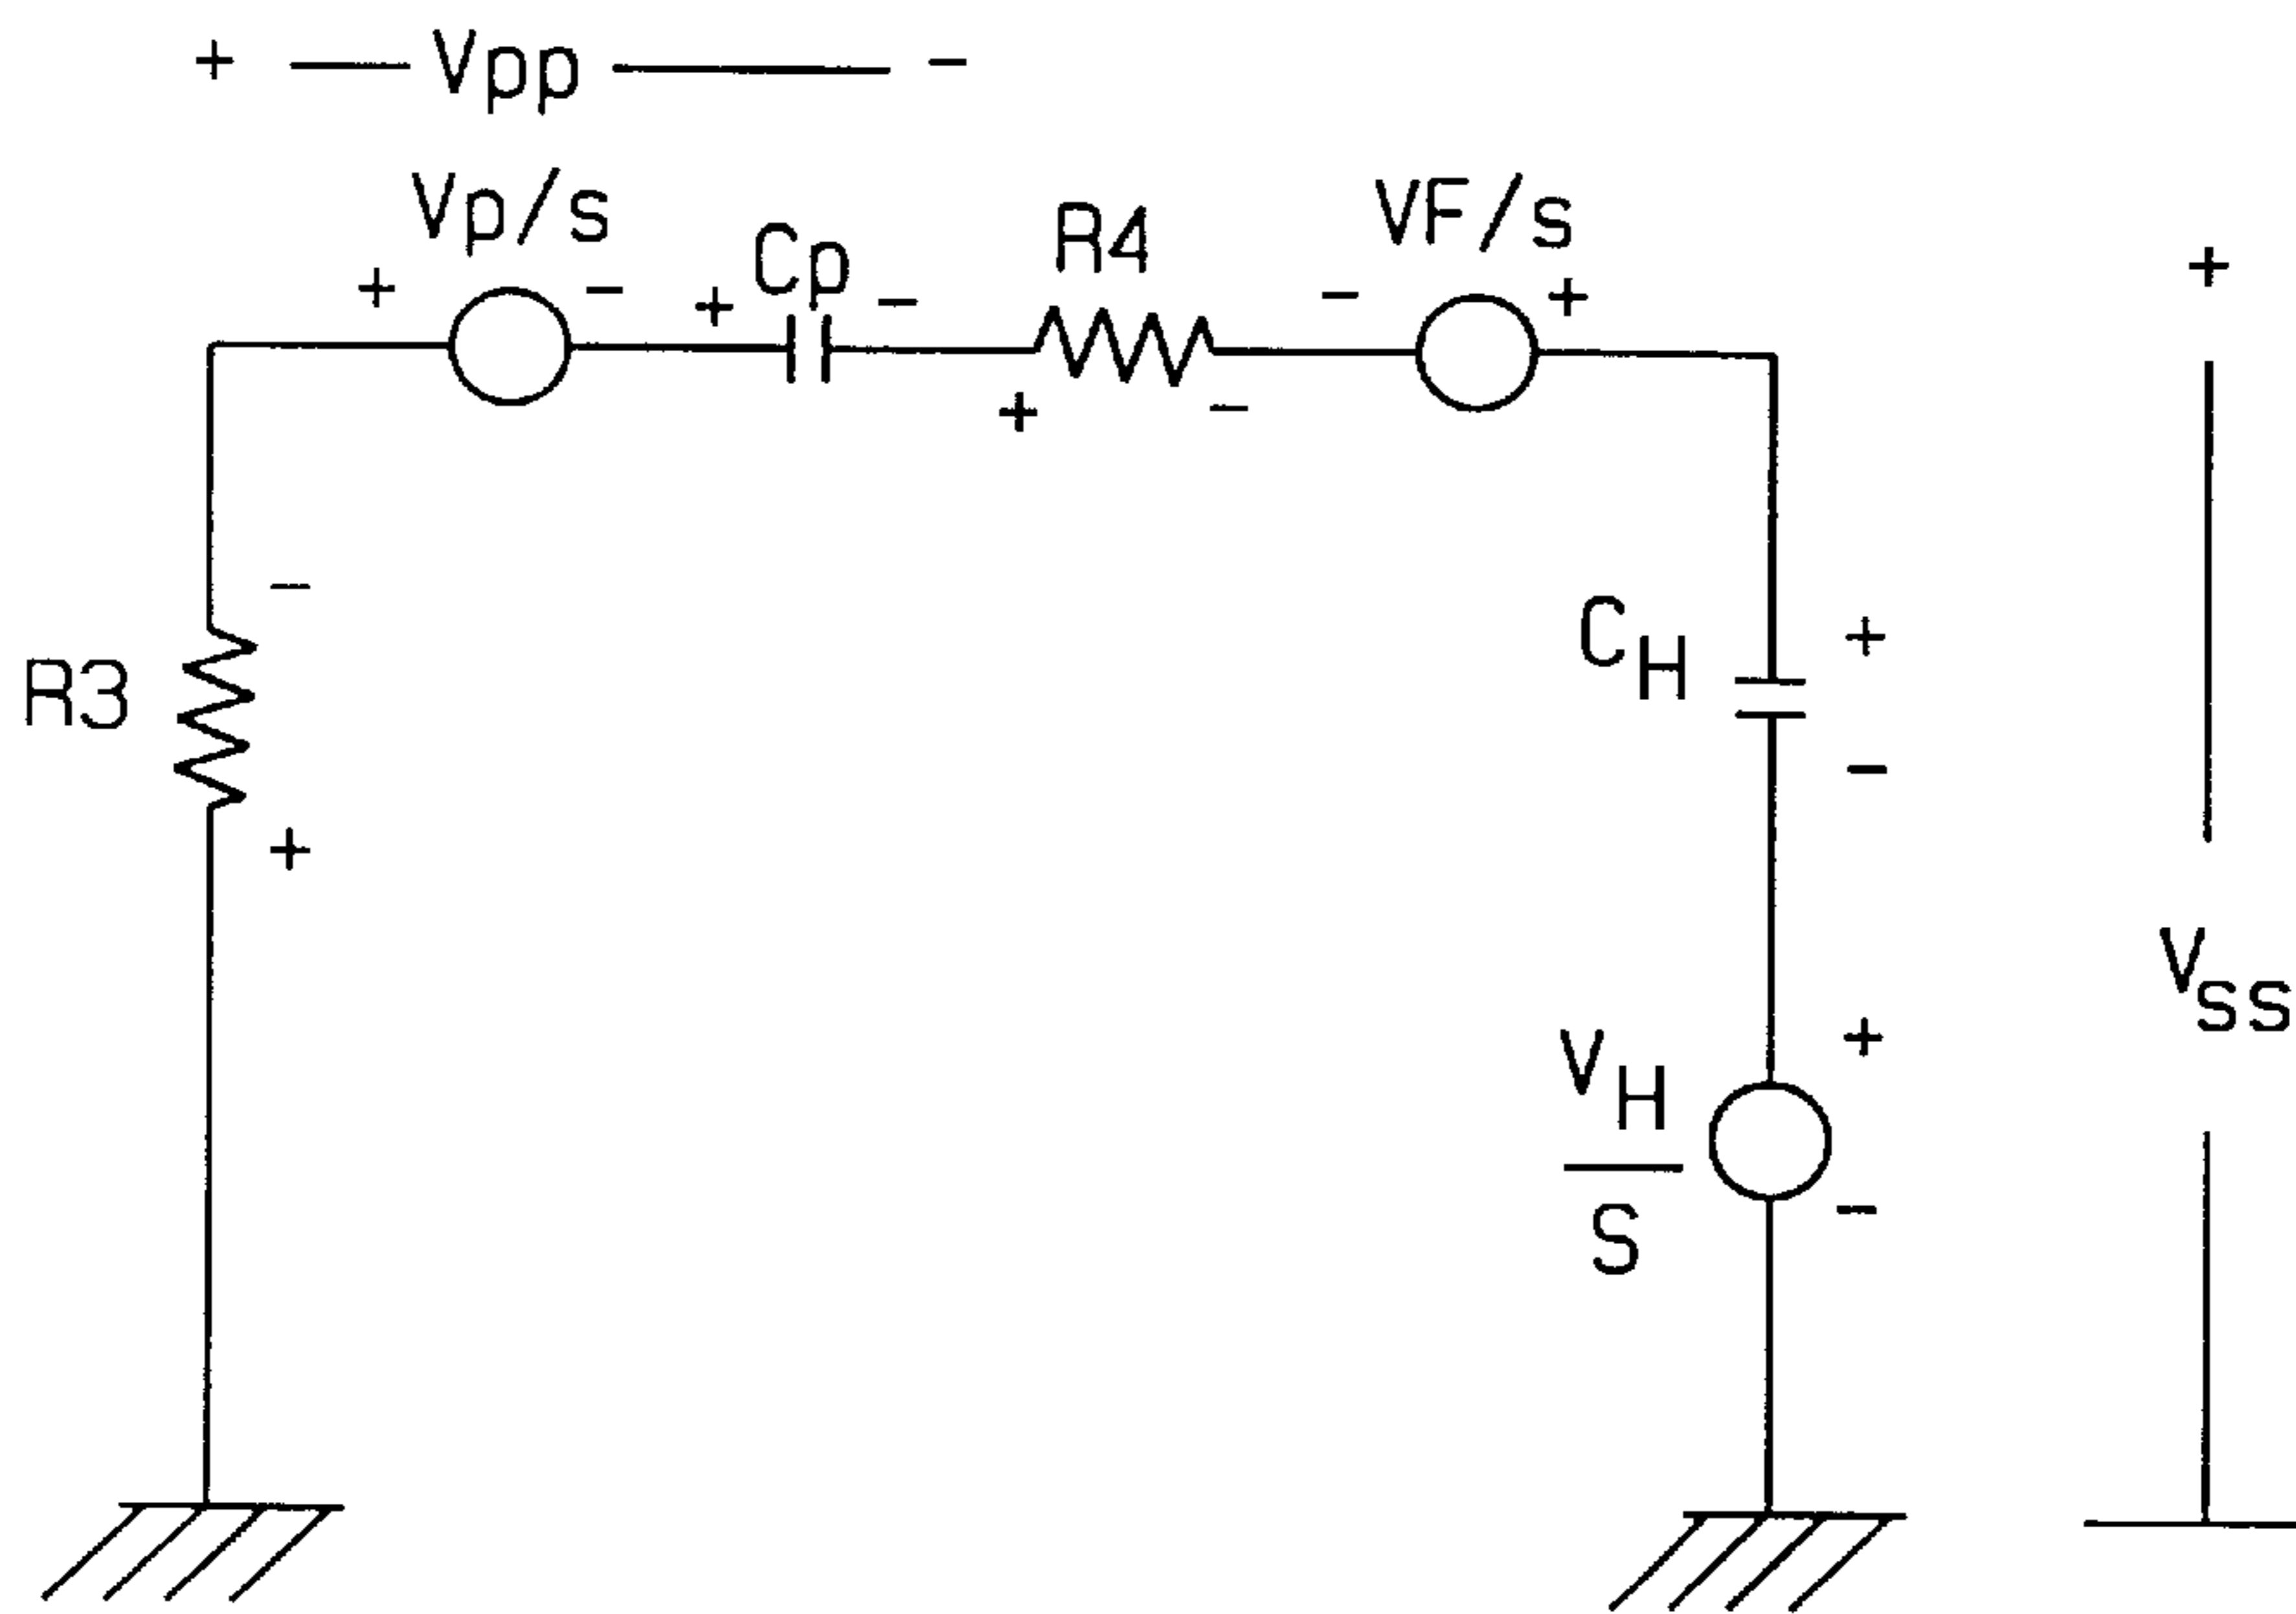 + Vpp -
Vp/s
+ -
+ Cp -
R4
+ -
VF/s
- +
+
-
R3
+
CH
+
-
VH
S
+
-
Vss